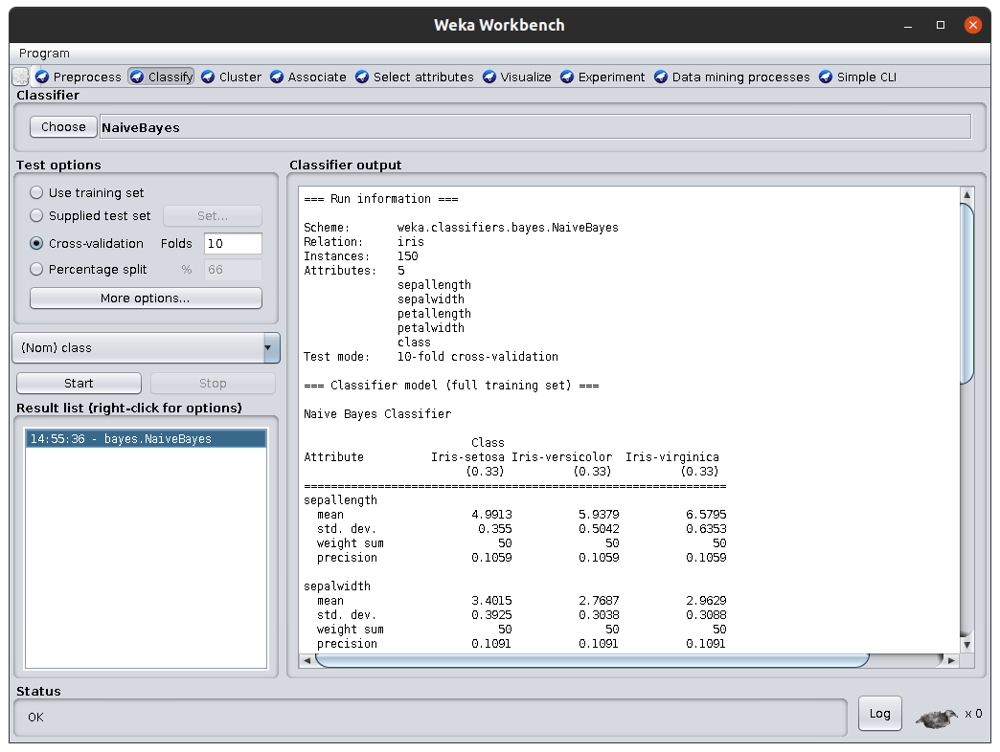 Weka Workbench
Program
Preprocess Classify Cluster Associate Select attributes Visualize Experiment Data mining processes Simple CLI
Classifier
Choose NaiveBayes
Test options
Use training set
Supplied test set Set...
Cross-validation Folds 10
Percentage split % 66
More options...
(Nom) class
Start Stop
Result list (right-click for options)
14:55:36 - bayes.NaiveBayes
Classifier output
=== Run information ===
Scheme: weka.classifiers.bayes.NaiveBayes
Relation: iris
Instances: 150
Attributes: 5
sepallength
sepalwidth
petallength
petalwidth
class
Test mode: 10-fold cross-validation
=== Classifier model (full training set) ===
Naive Bayes Classifier
Class
Attribute Iris-setosa Iris-versicolor Iris-virginica
(0.33) (0.33) (0.33)
===============================================================
sepallength
mean 4.9913 5.9379 6.5795
std. dev. 0.355 0.5042 0.6353
weight sum 50 50 50
precision 0.1059 0.1059 0.1059
sepalwidth
mean 3.4015 2.7687 2.9629
std. dev. 0.3925 0.3038 0.3088
weight sum 50 50 50
precision 0.1091 0.1091 0.1091
Status
OK
Log
x 0